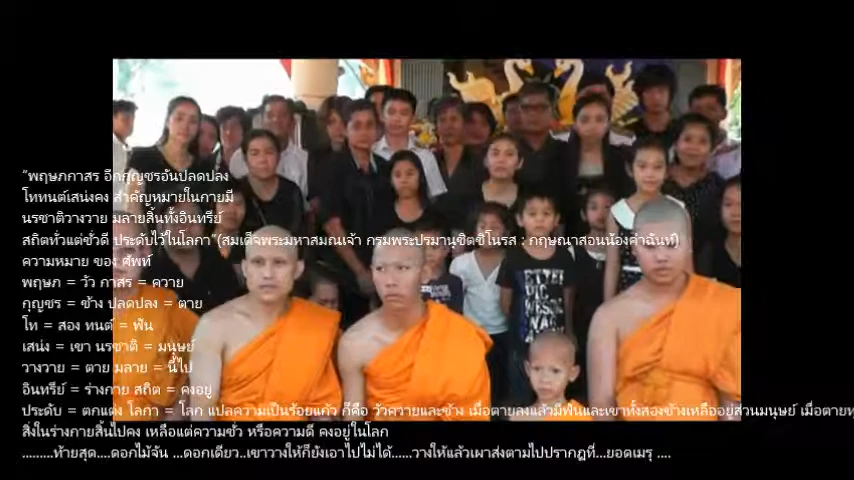 "พฤษภกาสร อีกกุญชรอันปลดปลง
โททนต์เสน่งคง สำคัญหมายในกายมี
นรชาติวางวาย มลายสิ้นทั้งอินทรีย์
สถิตทั่วแต่ชั่วดี ประดับไว้ในโลกา"(สมเด็จพระมหาสมณเจ้า กรมพระปรมานุชิตชิโนรส : กฤษณาสอนน้องคำฉันท์)
ความหมาย ของ ศัพท์
พฤษภ = วัว กาสร = ควาย
กุญชร = ช้าง ปลดปลง = ตาย
โท = สอง ทนต์ = ฟัน
เสน่ง = เขา นรชาติ = มนุษย์
วางวาย = ตาย มลาย = นี้ไป
อินทรีย์ = ร่างกาย สถิต = คงอยู่
ประดับ = ตกแต่ง โลกา = โลก แปลความเป็นร้อยแก้ว ก็คือ วัวควายและช้าง เมื่อตายลงแล้วมีฟันและเขาทั้งสองข้างเหลืออยู่ส่วนมนุษย์ เมื่อตาย
สิ่งในร่างกายสิ้นไปคง เหลือแต่ความชั่ว หรือความดี คงอยู่ในโลก
.........ท้ายสุด....ดอกไม้จัน ...ดอกเดียว..เขาวางให้ก็ยังเอาไปไม่ได้......วางให้แล้วเผาส่งตามไปปรากฏที่...ยอดเมรุ ....